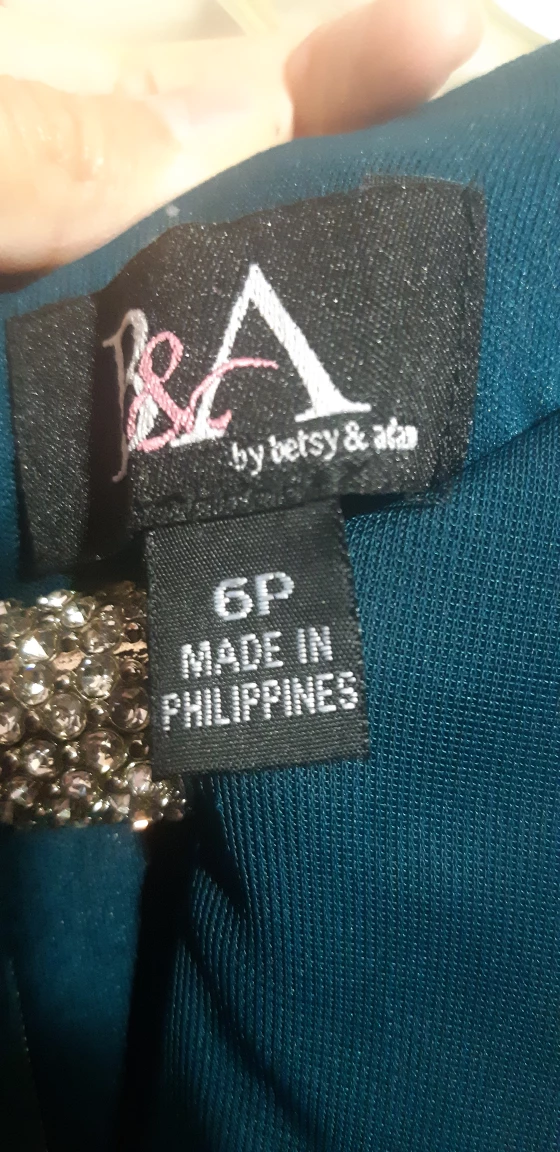 B&A
by betsy & adam
6P
MADE IN
PHILIPPINES